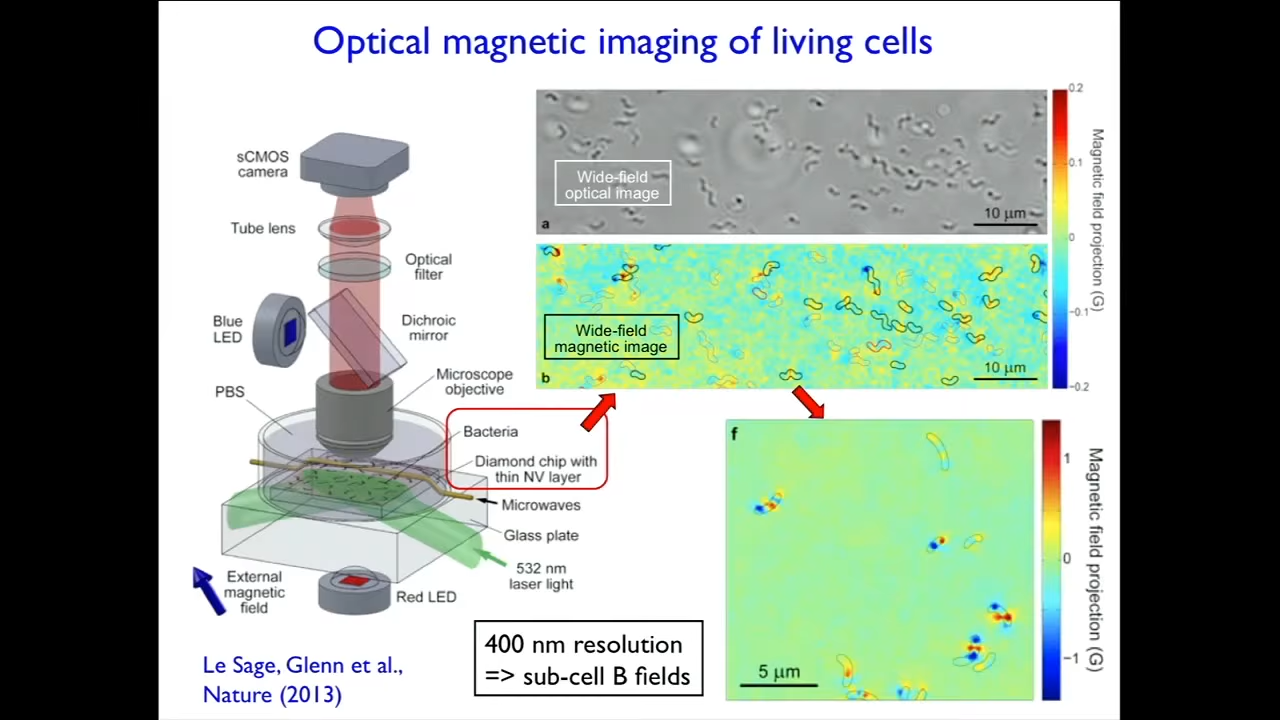 Optical magnetic imaging of living cells
sCMOS
camera
Tube lens
Optical
filter
Blue
LED
Dichroic
mirror
Microscope
objective
PBS
Bacteria
Diamond chip with
thin NV layer
Microwaves
Glass plate
532 nm
laser light
External
magnetic
field
Red LED
Le Sage, Glenn et al.,
Nature (2013)
400 nm resolution
=> sub-cell B fields
Wide-field
optical image
a
10 μm
Wide-field
magnetic image
b
10 μm
0.2
0.1
0
−0.1
−0.2
Magnetic field projection (G)
f
5 μm
1
0
−1
Magnetic field projection (G)